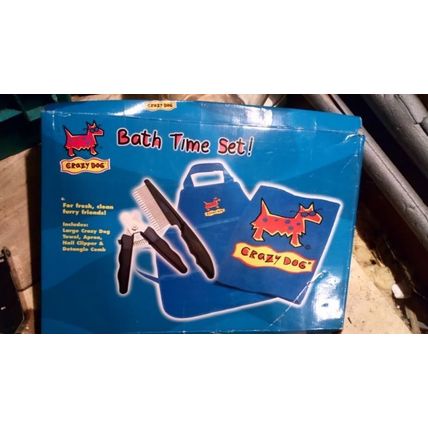 CRAZY DOG
Bath Time Set!
CRAZY DOG
For fresh, clean
furry friends!
Includes:
Large Crazy Dog
Towel, Apron,
Nail Clipper &
Detangle Comb
CRAZY DOG™